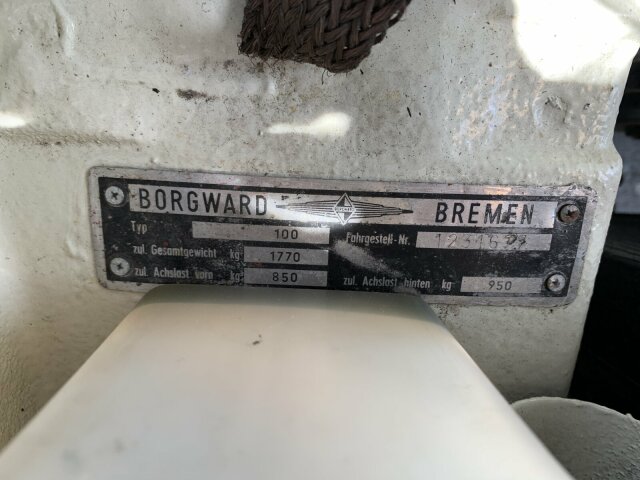 BORGWARD BREMEN
Typ 100 Fahrgestell-Nr.
zul. Gesamtgewicht kg 1770
zul. Achslast vorn kg 850 zul. Achslast hinten kg 950